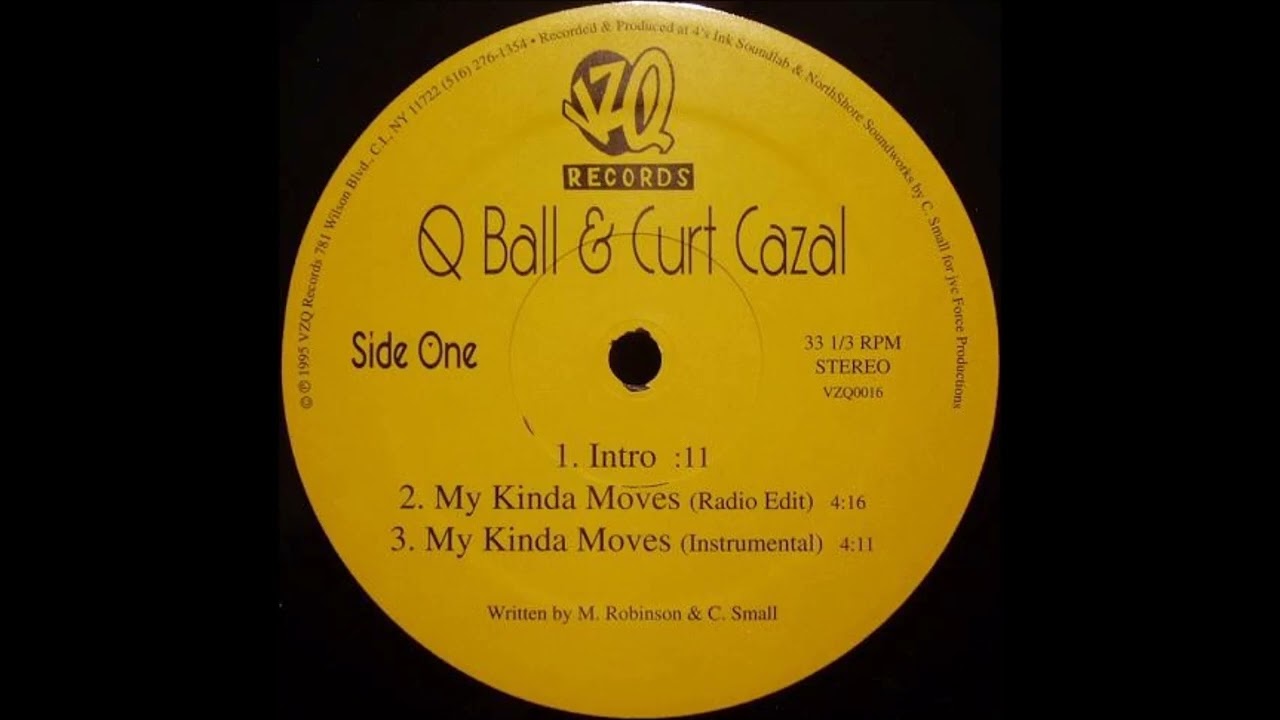 © ℗ 1995 VZQ Records 781 Wilson Blvd., C.I., NY 11722 (516) 276-1354 • Recorded & Produced at 4's Ink Soundlab & NorthShore Soundworks by C. Small for jvc Force Productions
VZQ
RECORDS
Q Ball & Curt Cazal
Side One
33 1/3 RPM
STEREO
VZQ0016
1. Intro :11
2. My Kinda Moves (Radio Edit) 4:16
3. My Kinda Moves (Instrumental) 4:11
Written by M. Robinson & C. Small